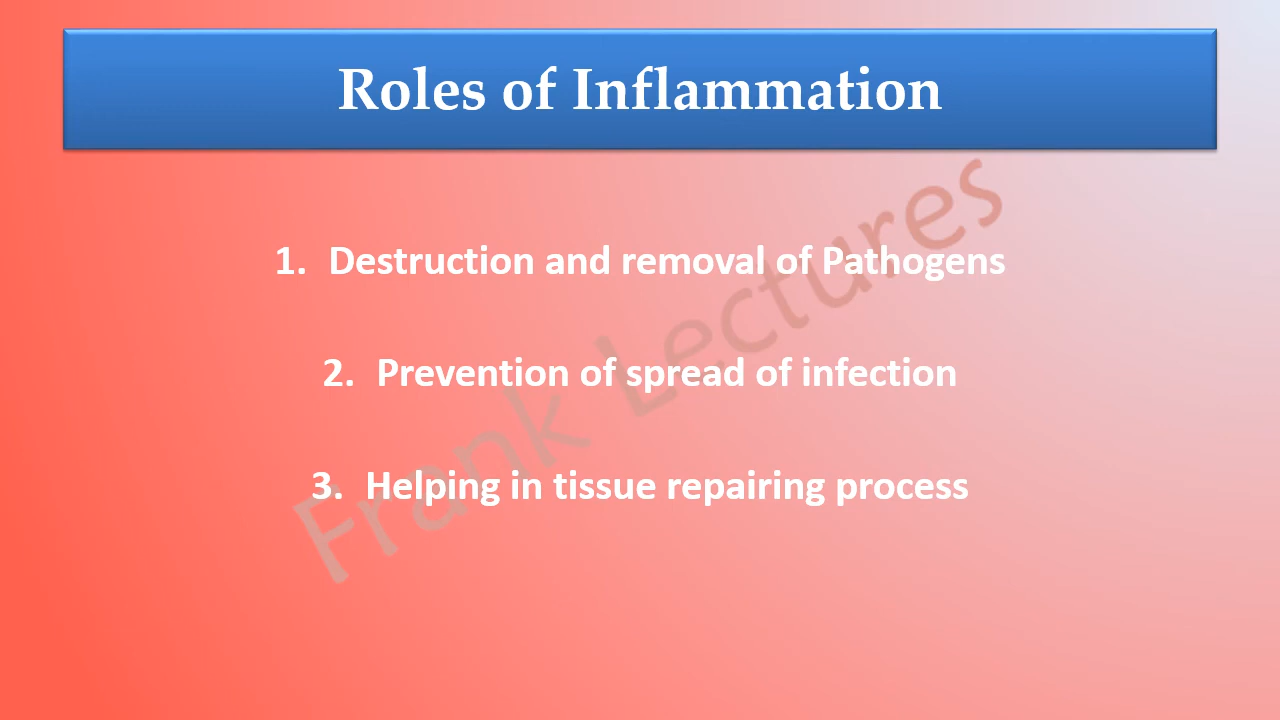 Roles of Inflammation
1. Destruction and removal of Pathogens
2. Prevention of spread of infection
3. Helping in tissue repairing process
Frank Lectures